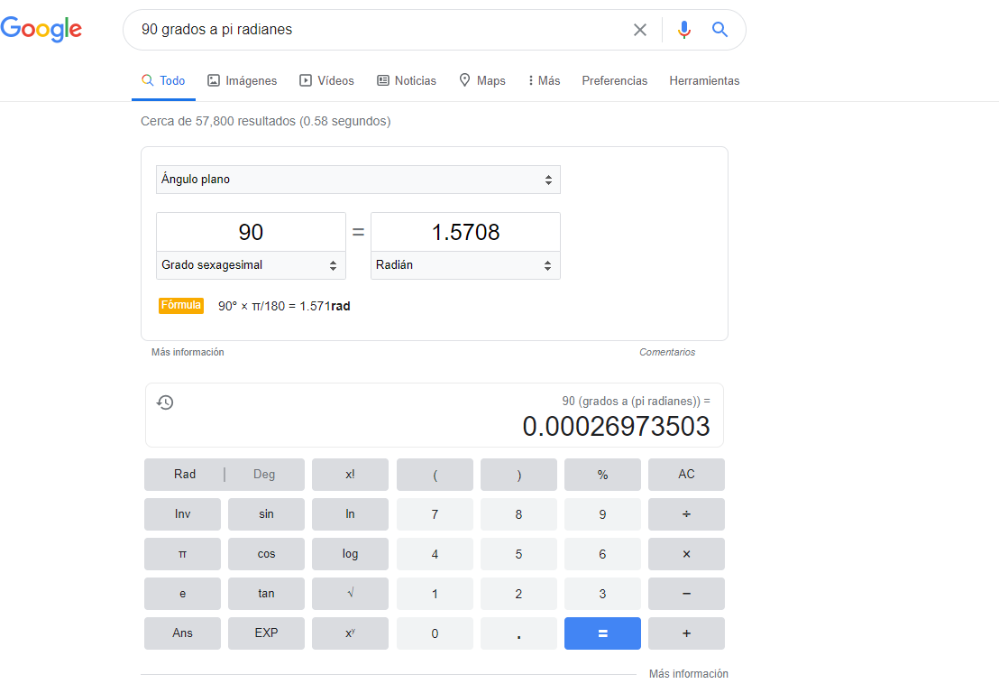 Google
90 grados a pi radianes
Todo Imágenes Vídeos Noticias Maps Más Preferencias Herramientas
Cerca de 57,800 resultados (0.58 segundos)
Ángulo plano
90 = 1.5708
Grado sexagesimal Radián
Fórmula 90° × π/180 = 1.571rad
Más información Comentarios
90 (grados a (pi radianes)) =
0.00026973503
Rad | Deg x! ( ) % AC
Inv sin ln 7 8 9 ÷
π cos log 4 5 6 ×
e tan √ 1 2 3 −
Ans EXP xʸ 0 . = +
Más información